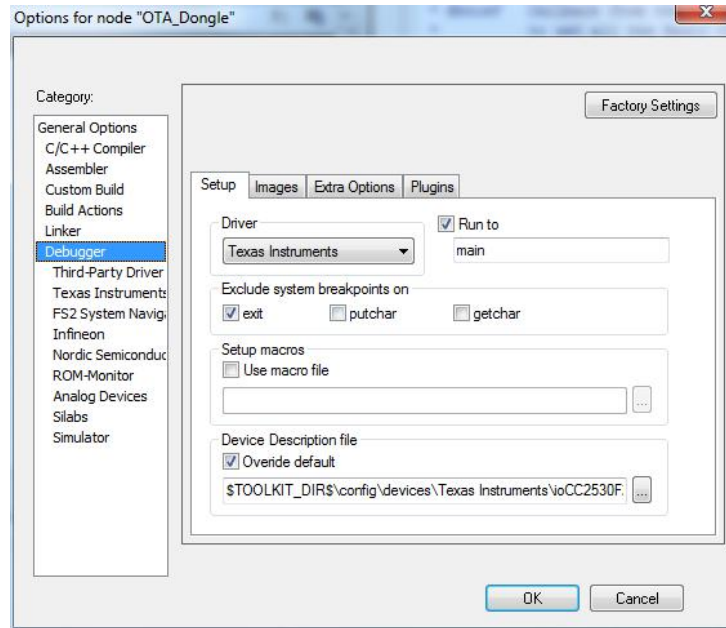 Options for node "OTA_Dongle"
Category:
Factory Settings
General Options
C/C++ Compiler
Assembler
Custom Build
Build Actions
Linker
Debugger
Third-Party Driver
Texas Instruments
FS2 System Navig
Infineon
Nordic Semiconduc
ROM-Monitor
Analog Devices
Silabs
Simulator
Setup Images Extra Options Plugins
Driver
Texas Instruments
Run to
main
Exclude system breakpoints on
exit putchar getchar
Setup macros
Use macro file
...
Device Description file
Overide default
$TOOLKIT_DIR$\config\devices\Texas Instruments\ioCC2530F. ...
OK Cancel